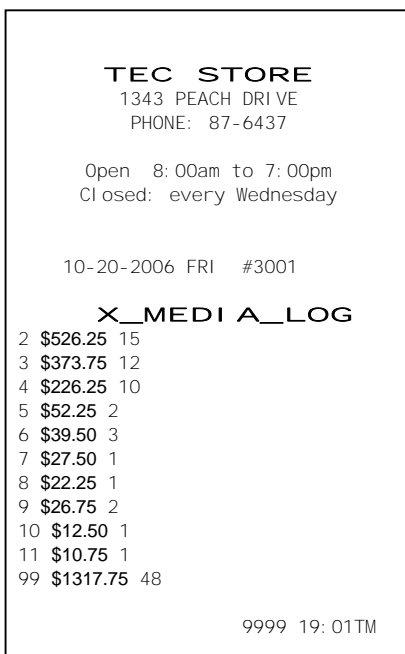 TEC STORE
1343 PEACH DRIVE
PHONE: 87-6437
Open 8:00am to 7:00pm
Closed: every Wednesday
10-20-2006 FRI #3001
X_MEDIA_LOG
2 $526.25 15
3 $373.75 12
4 $226.25 10
5 $52.25 2
6 $39.50 3
7 $27.50 1
8 $22.25 1
9 $26.75 2
10 $12.50 1
11 $10.75 1
99 $1317.75 48
9999 19:01TM